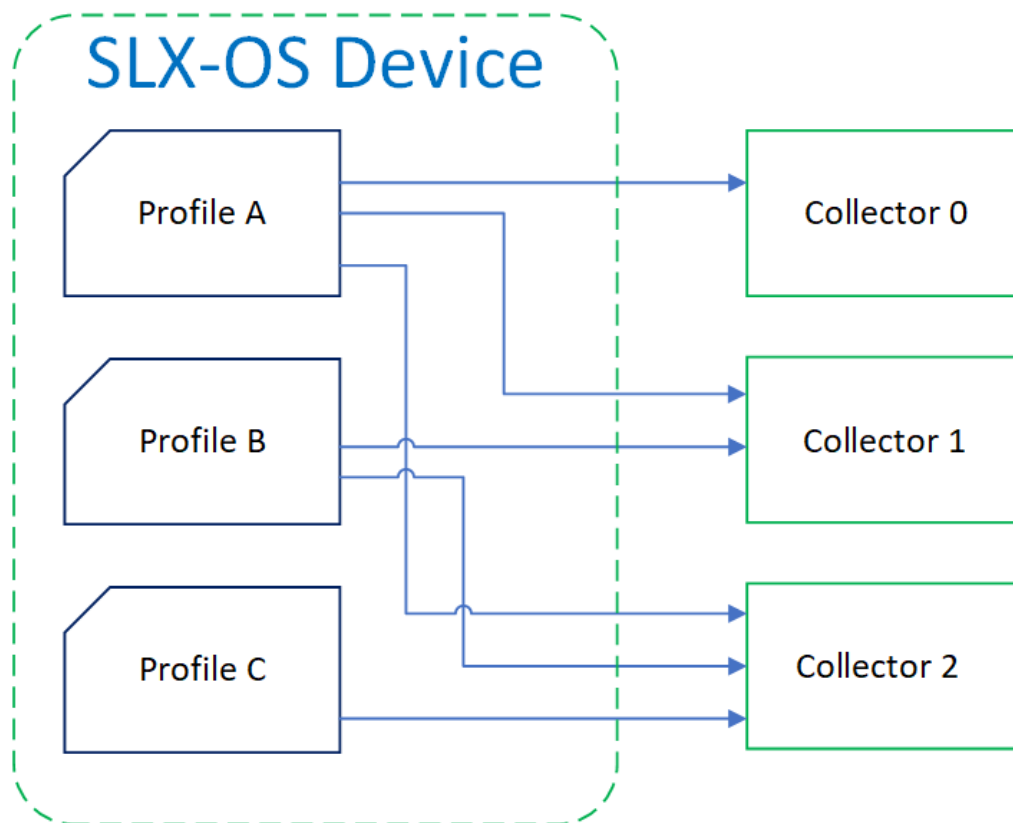 SLX-OS Device
Profile A
Collector 0
Profile B
Collector 1
Profile C
Collector 2